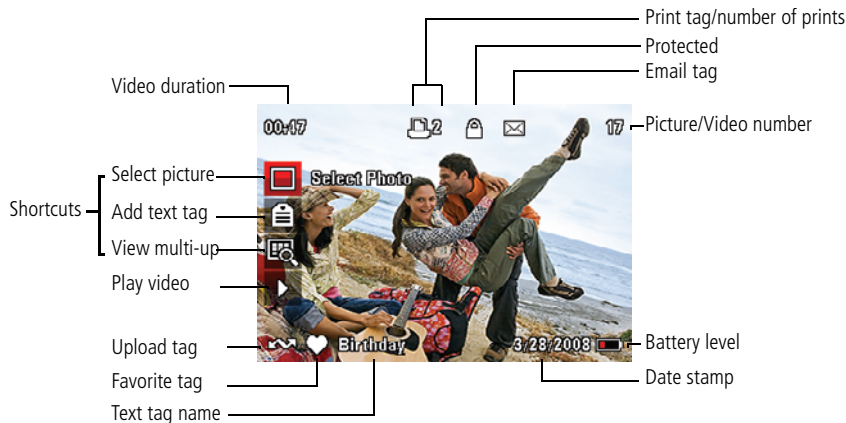 Print tag/number of prints
Protected
Email tag
Video duration
00:47
2
17
Picture/Video number
Shortcuts
Select picture
Select Photo
Add text tag
View multi-up
Play video
Upload tag
Favorite tag
Text tag name
Birthday
3/28/2008
Battery level
Date stamp